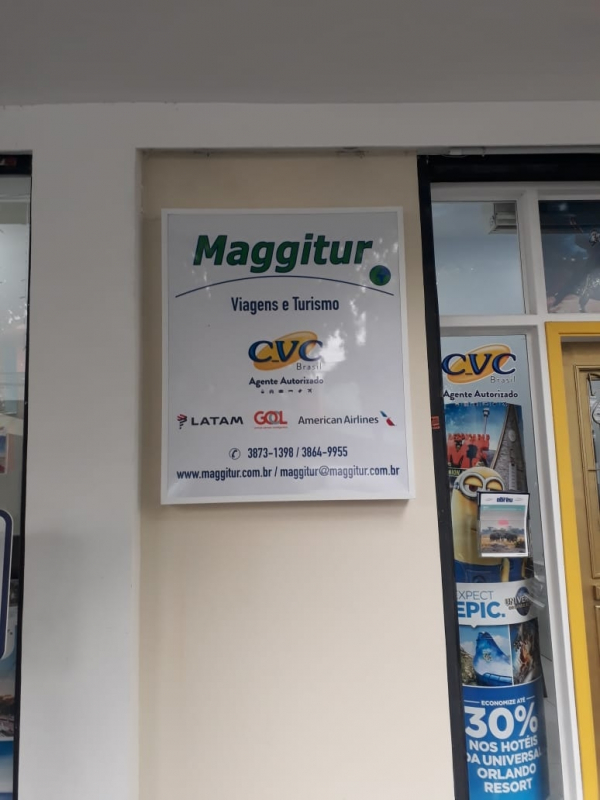 Maggitur
Viagens e Turismo
CVC
Brasil
Agente Autorizado
LATAM
GOL
American Airlines
3873-1398 / 3864-9955
www.maggitur.com.br / maggitur@maggitur.com.br
CVC
Brasil
Agente Autorizado
EXPECT
EPIC.
ECONOMIZE ATÉ
30%
NOS HOTÉIS
DA UNIVERSAL
ORLANDO
RESORT